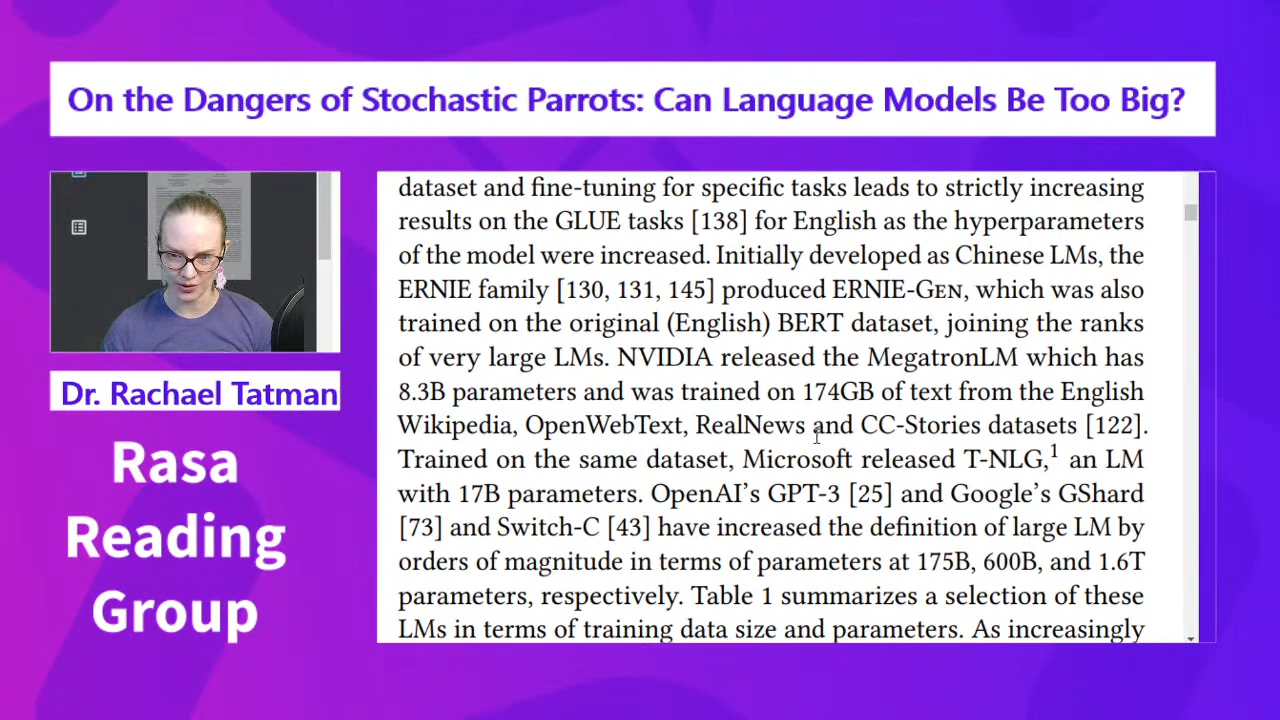 On the Dangers of Stochastic Parrots: Can Language Models Be Too Big?
Dr. Rachael Tatman
Rasa
Reading
Group
dataset and fine-tuning for specific tasks leads to strictly increasing
results on the GLUE tasks [138] for English as the hyperparameters
of the model were increased. Initially developed as Chinese LMs, the
ERNIE family [130, 131, 145] produced ERNIE-Gen, which was also
trained on the original (English) BERT dataset, joining the ranks
of very large LMs. NVIDIA released the MegatronLM which has
8.3B parameters and was trained on 174GB of text from the English
Wikipedia, OpenWebText, RealNews and CC-Stories datasets [122].
Trained on the same dataset, Microsoft released T-NLG,¹ an LM
with 17B parameters. OpenAI’s GPT-3 [25] and Google’s GShard
[73] and Switch-C [43] have increased the definition of large LM by
orders of magnitude in terms of parameters at 175B, 600B, and 1.6T
parameters, respectively. Table 1 summarizes a selection of these
LMs in terms of training data size and parameters. As increasingly